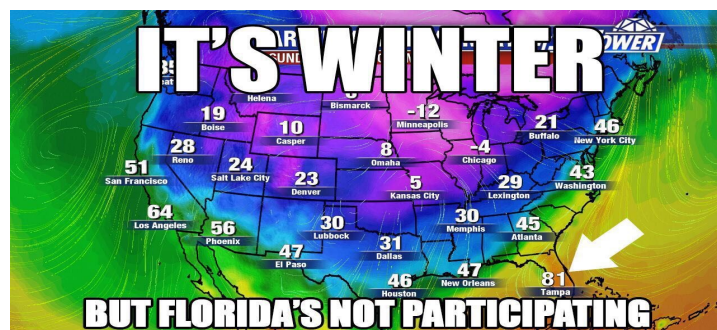 IT'S WINTER
OWER
35
Helena
Bismarck
-12
Minneapolis
19
Boise
10
Casper
21
Buffalo
46
New York City
28
Reno
8
Omaha
-4
Chicago
51
San Francisco
24
Salt Lake City
23
Denver
5
Kansas City
29
Lexington
43
Washington
64
Los Angeles
56
Phoenix
30
Lubbock
30
Memphis
45
Atlanta
47
El Paso
31
Dallas
46
Houston
47
New Orleans
81
Tampa
BUT FLORIDA'S NOT PARTICIPATING